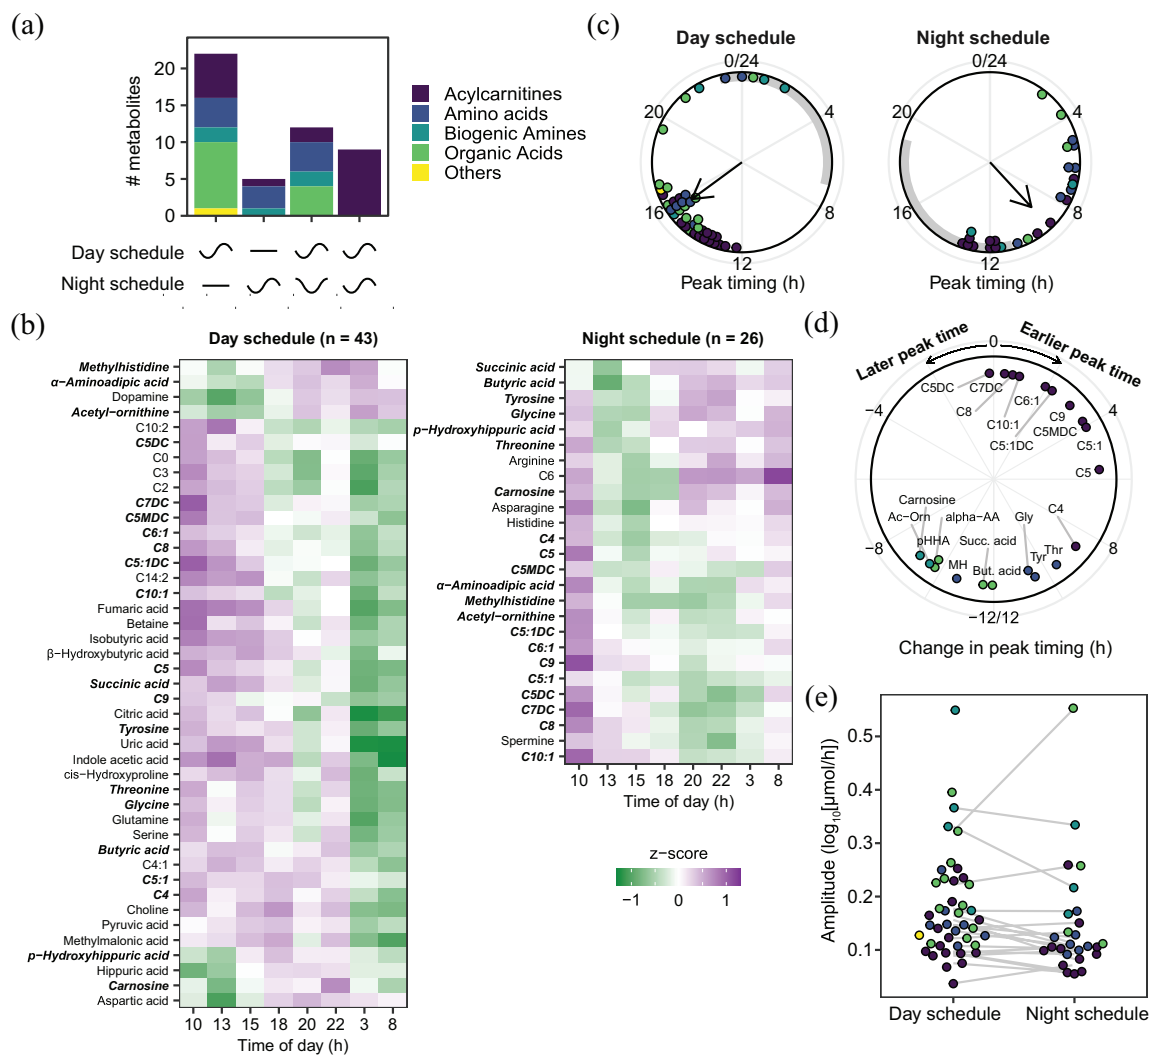 (a)
20
15
10
5
0
# metabolites
Acylcarnitines
Amino acids
Biogenic Amines
Organic Acids
Others
Day schedule
Night schedule
(b)
Day schedule (n = 43)
Methylhistidine
α−Aminoadipic acid
Dopamine
Acetyl−ornithine
C10:2
C5DC
C0
C3
C2
C7DC
C5MDC
C6:1
C8
C5:1DC
C14:2
C10:1
Fumaric acid
Betaine
Isobutyric acid
β−Hydroxybutyric acid
C5
Succinic acid
C9
Citric acid
Tyrosine
Uric acid
Indole acetic acid
cis−Hydroxyproline
Threonine
Glycine
Glutamine
Serine
Butyric acid
C4:1
C5:1
C4
Choline
Pyruvic acid
Methylmalonic acid
p−Hydroxyhippuric acid
Hippuric acid
Carnosine
Aspartic acid
10 13 15 18 20 22 3 8
Time of day (h)
Night schedule (n = 26)
Succinic acid
Butyric acid
Tyrosine
Glycine
p−Hydroxyhippuric acid
Threonine
Arginine
C6
Carnosine
Asparagine
Histidine
C4
C5
C5MDC
α−Aminoadipic acid
Methylhistidine
Acetyl−ornithine
C5:1DC
C6:1
C9
C5:1
C5DC
C7DC
C8
Spermine
C10:1
10 13 15 18 20 22 3 8
Time of day (h)
z−score
−1 0 1
(c)
Day schedule
0/24
4
8
12
16
20
Peak timing (h)
Night schedule
0/24
4
8
12
16
20
Peak timing (h)
(d)
Later peak time
Earlier peak time
0
4
8
−12/12
−8
−4
C5DC
C7DC
C8
C10:1
C6:1
C5:1DC
C9
C5MDC
C5:1
C5
C4
Carnosine
Ac−Orn
alpha−AA
Gly
pHHA
Succ. acid
Thr
Tyr
MH
But. acid
Change in peak timing (h)
(e)
0.5
0.4
0.3
0.2
0.1
Amplitude (log10[μmol/h])
Day schedule
Night schedule